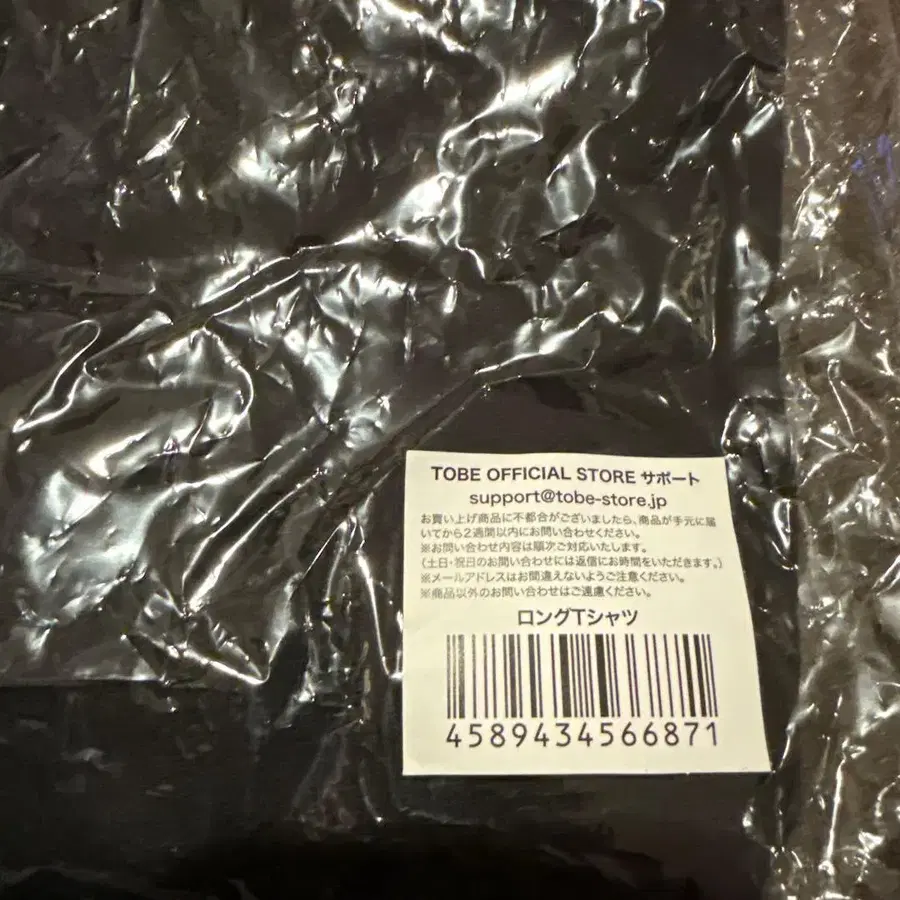 TOBE OFFICIAL STORE サポート
support@tobe-store.jp
お買い上げ商品に不都合がございましたら、商品が手元に届
いてから2週間以内にお問い合わせください。
※お問い合わせ内容は順次ご対応いたします。
(土日・祝日のお問い合わせには返信にお時間をいただきます。)
※メールアドレスはお間違えないようご注意ください。
※商品以外のお問い合わせはご遠慮ください。
ロングTシャツ
4589434566871